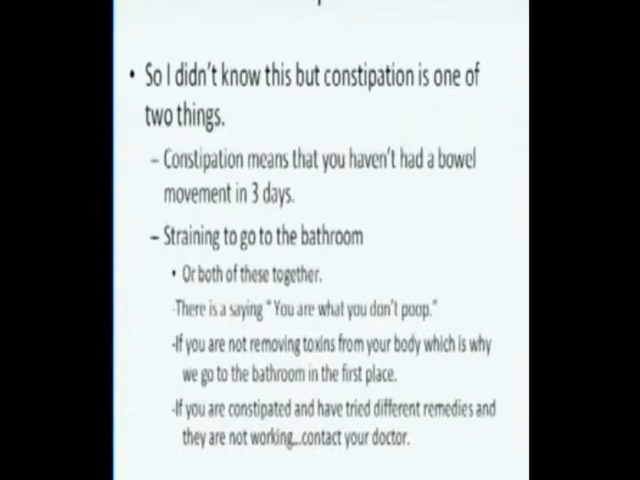 • So I didn't know this but constipation is one of
two things.
– Constipation means that you haven't had a bowel
movement in 3 days.
– Straining to go to the bathroom
• Or both of these together.
-There is a saying “ You are what you don't poop.”
-If you are not removing toxins from your body which is why
we go to the bathroom in the first place.
-If you are constipated and have tried different remedies and
they are not working...contact your doctor.